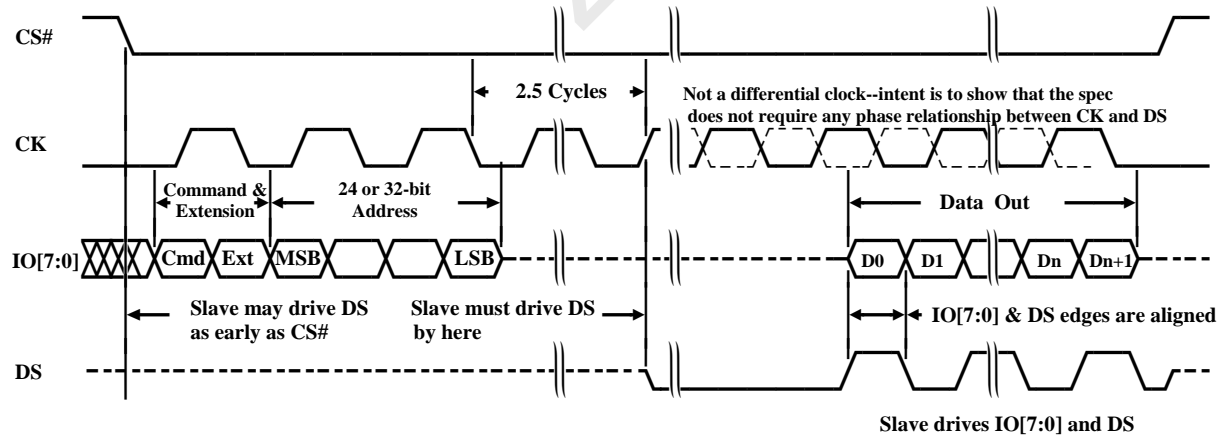 CS#
2.5 Cycles
Not a differential clock--intent is to show that the spec
does not require any phase relationship between CK and DS
CK
Command &
Extension
24 or 32-bit
Address
Data Out
IO[7:0]
Cmd
Ext
MSB
LSB
D0
D1
Dn
Dn+1
Slave may drive DS
as early as CS#
Slave must drive DS
by here
IO[7:0] & DS edges are aligned
DS
Slave drives IO[7:0] and DS